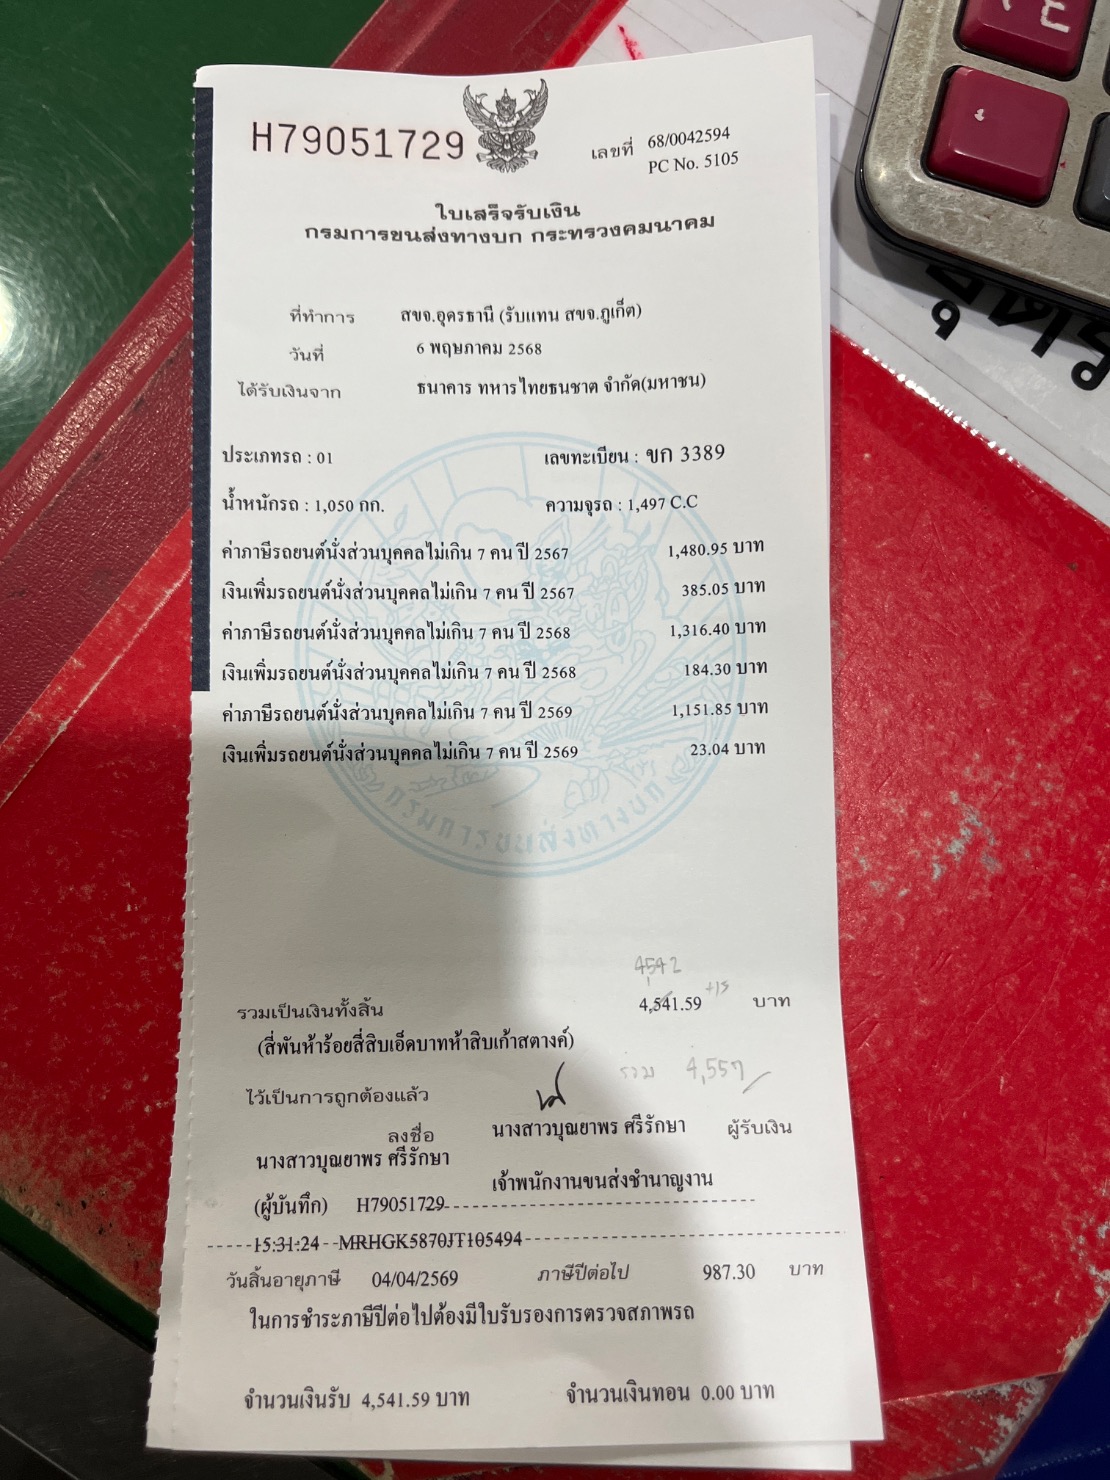 H79051729
เลขที่ 68/0042594
PC No. 5105
ใบเสร็จรับเงิน
กรมการขนส่งทางบก กระทรวงคมนาคม
ที่ทำการ สขจ.อุดรธานี (รับแทน สขจ.ภูเก็ต)
วันที่ 6 พฤษภาคม 2568
ได้รับเงินจาก ธนาคาร ทหารไทยธนชาต จำกัด(มหาชน)
ประเภทรถ : 01 เลขทะเบียน : ขก 3389
น้ำหนักรถ : 1,050 กก. ความจุรถ : 1,497 C.C
ค่าภาษีรถยนต์นั่งส่วนบุคคลไม่เกิน 7 คน ปี 2567 1,480.95 บาท
เงินเพิ่มรถยนต์นั่งส่วนบุคคลไม่เกิน 7 คน ปี 2567 385.05 บาท
ค่าภาษีรถยนต์นั่งส่วนบุคคลไม่เกิน 7 คน ปี 2568 1,316.40 บาท
เงินเพิ่มรถยนต์นั่งส่วนบุคคลไม่เกิน 7 คน ปี 2568 184.30 บาท
ค่าภาษีรถยนต์นั่งส่วนบุคคลไม่เกิน 7 คน ปี 2569 1,151.85 บาท
เงินเพิ่มรถยนต์นั่งส่วนบุคคลไม่เกิน 7 คน ปี 2569 23.04 บาท
กรมการขนส่งทางบก
4,542
+15
รวมเป็นเงินทั้งสิ้น 4,541.59 บาท
(สี่พันห้าร้อยสี่สิบเอ็ดบาทห้าสิบเก้าสตางค์)
รวม 4,557
ไว้เป็นการถูกต้องแล้ว
ลงชื่อ นางสาวบุณยาพร ศรีรักษา ผู้รับเงิน
นางสาวบุณยาพร ศรีรักษา
เจ้าพนักงานขนส่งชำนาญงาน
(ผู้บันทึก) H79051729
15:31:24 MRHGK5870JT105494
วันสิ้นอายุภาษี 04/04/2569 ภาษีปีต่อไป 987.30 บาท
ในการชำระภาษีปีต่อไปต้องมีใบรับรองการตรวจสภาพรถ
จำนวนเงินรับ 4,541.59 บาท จำนวนเงินทอน 0.00 บาท